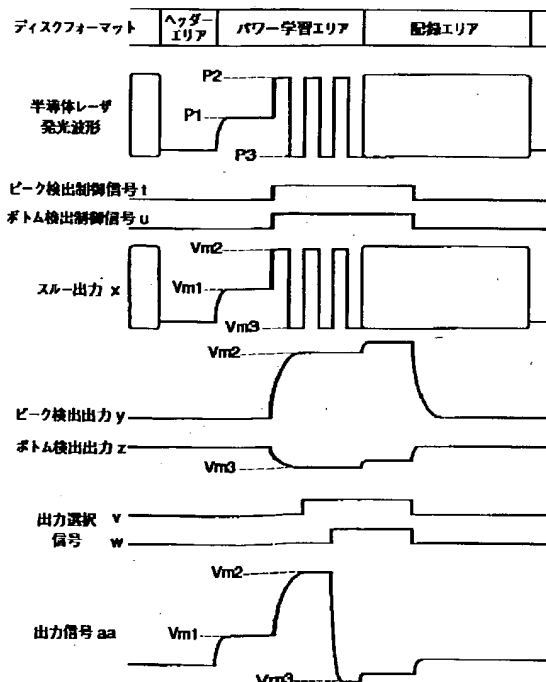 ディスクフォーマット
ヘッダー
エリア
パワー学習エリア
記録エリア
P2
半導体レーザ
発光波形
P1
P3
ピーク検出制御信号 t
ボトム検出制御信号 u
Vm2
スルー出力 x
Vm1
Vm3
Vm2
ピーク検出出力 y
ボトム検出出力 z
Vm3
出力選択 v
信号 w
Vm2
出力信号 aa
Vm1
Vm3